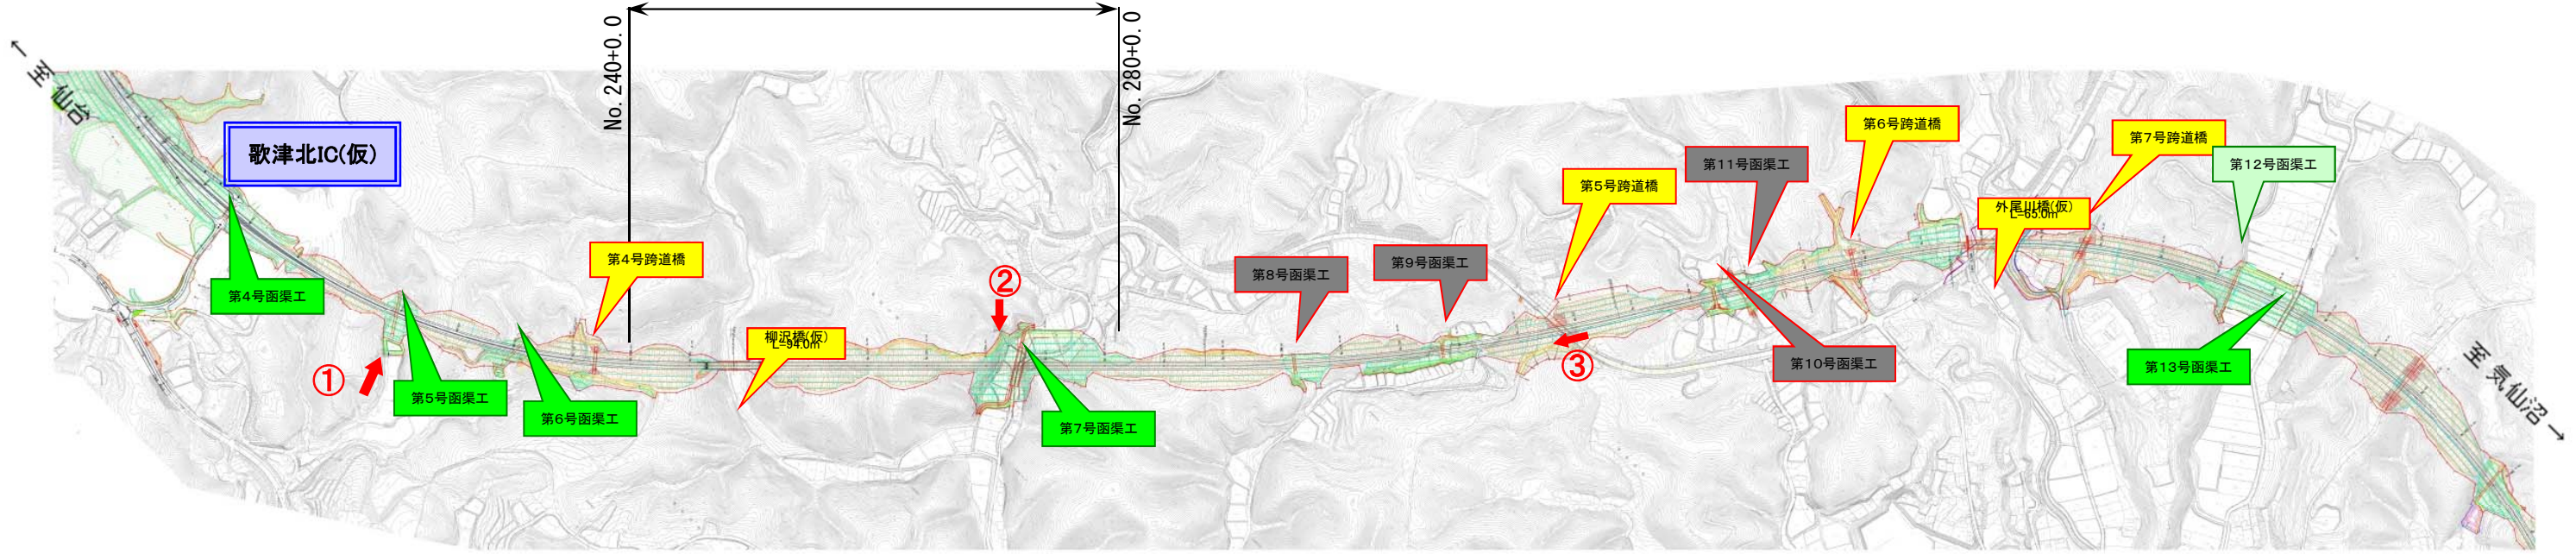 ← 至 仙台
歌津北IC(仮)
No.240+0.0
No.280+0.0
第4号函渠工
①
第5号函渠工
第6号函渠工
第4号跨道橋
柳沢橋(仮)
L=94.0m
②
第7号函渠工
第8号函渠工
第9号函渠工
第5号跨道橋
③
第11号函渠工
第10号函渠工
第6号跨道橋
外尾川橋(仮)
L=65.0m
第7号跨道橋
第12号函渠工
第13号函渠工
至 気仙沼 →